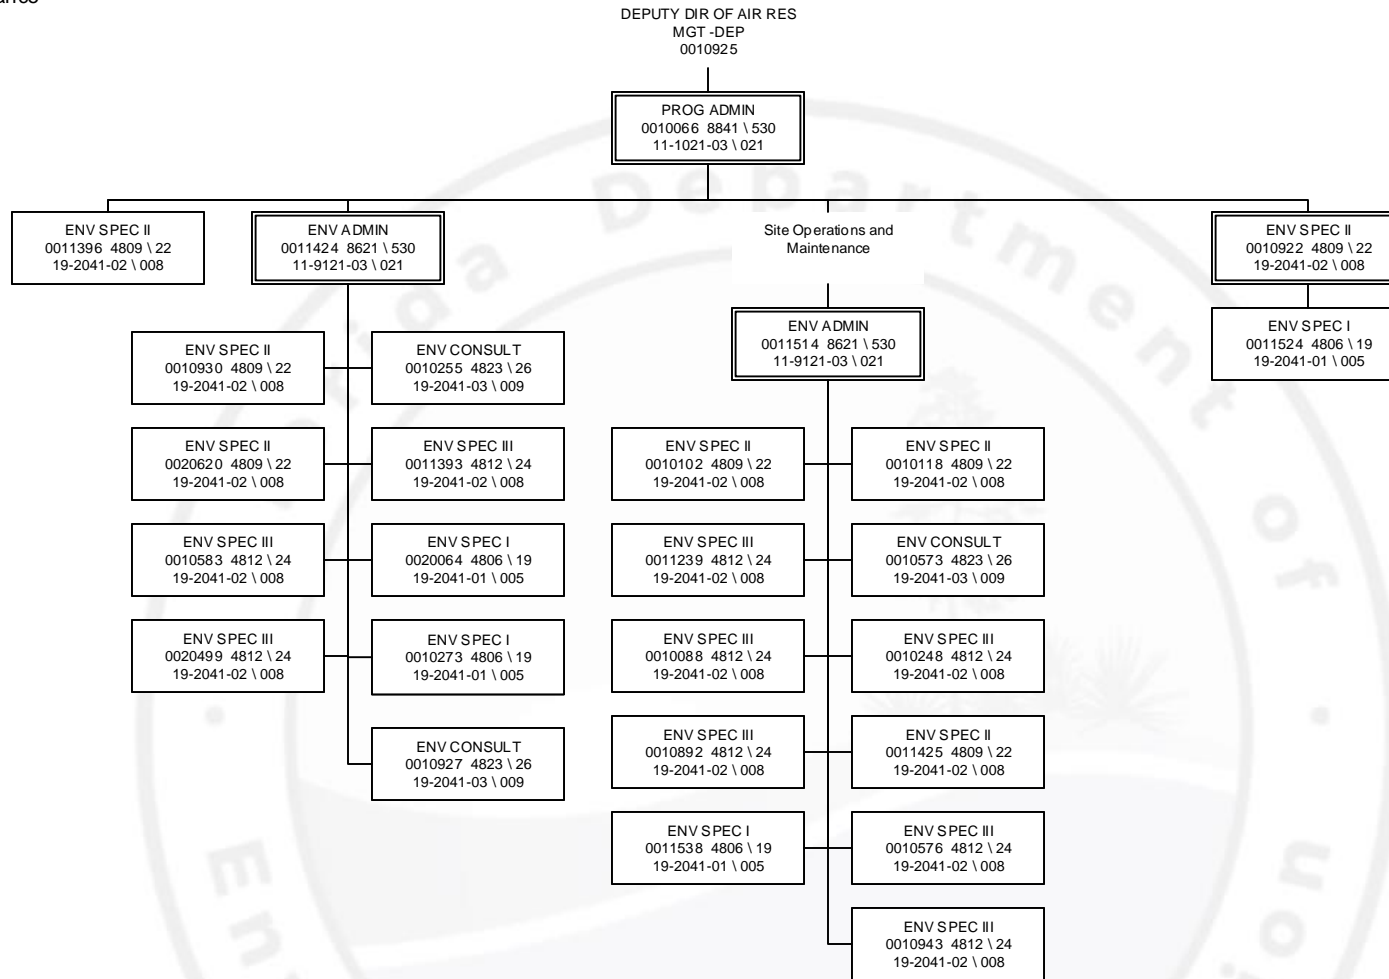 DEPUTY DIR OF AIR RES
MGT -DEP
0010925
PROG ADMIN
0010066 8841 \ 530
11-1021-03 \ 021
ENV SPEC II
0011396 4809 \ 22
19-2041-02 \ 008
ENV ADMIN
0011424 8621 \ 530
11-9121-03 \ 021
Site Operations and
Maintenance
ENV SPEC II
0010922 4809 \ 22
19-2041-02 \ 008
ENV ADMIN
0011514 8621 \ 530
11-9121-03 \ 021
ENV SPEC I
0011524 4806 \ 19
19-2041-01 \ 005
ENV SPEC II
0010930 4809 \ 22
19-2041-02 \ 008
ENV CONSULT
0010255 4823 \ 26
19-2041-03 \ 009
ENV SPEC II
0020620 4809 \ 22
19-2041-02 \ 008
ENV SPEC III
0011393 4812 \ 24
19-2041-02 \ 008
ENV SPEC III
0010583 4812 \ 24
19-2041-02 \ 008
ENV SPEC I
0020064 4806 \ 19
19-2041-01 \ 005
ENV SPEC III
0020499 4812 \ 24
19-2041-02 \ 008
ENV SPEC I
0010273 4806 \ 19
19-2041-01 \ 005
ENV CONSULT
0010927 4823 \ 26
19-2041-03 \ 009
ENV SPEC II
0010102 4809 \ 22
19-2041-02 \ 008
ENV SPEC II
0010118 4809 \ 22
19-2041-02 \ 008
ENV SPEC III
0011239 4812 \ 24
19-2041-02 \ 008
ENV CONSULT
0010573 4823 \ 26
19-2041-03 \ 009
ENV SPEC III
0010088 4812 \ 24
19-2041-02 \ 008
ENV SPEC III
0010248 4812 \ 24
19-2041-02 \ 008
ENV SPEC III
0010892 4812 \ 24
19-2041-02 \ 008
ENV SPEC II
0011425 4809 \ 22
19-2041-02 \ 008
ENV SPEC I
0011538 4806 \ 19
19-2041-01 \ 005
ENV SPEC III
0010576 4812 \ 24
19-2041-02 \ 008
ENV SPEC III
0010943 4812 \ 24
19-2041-02 \ 008
Department of